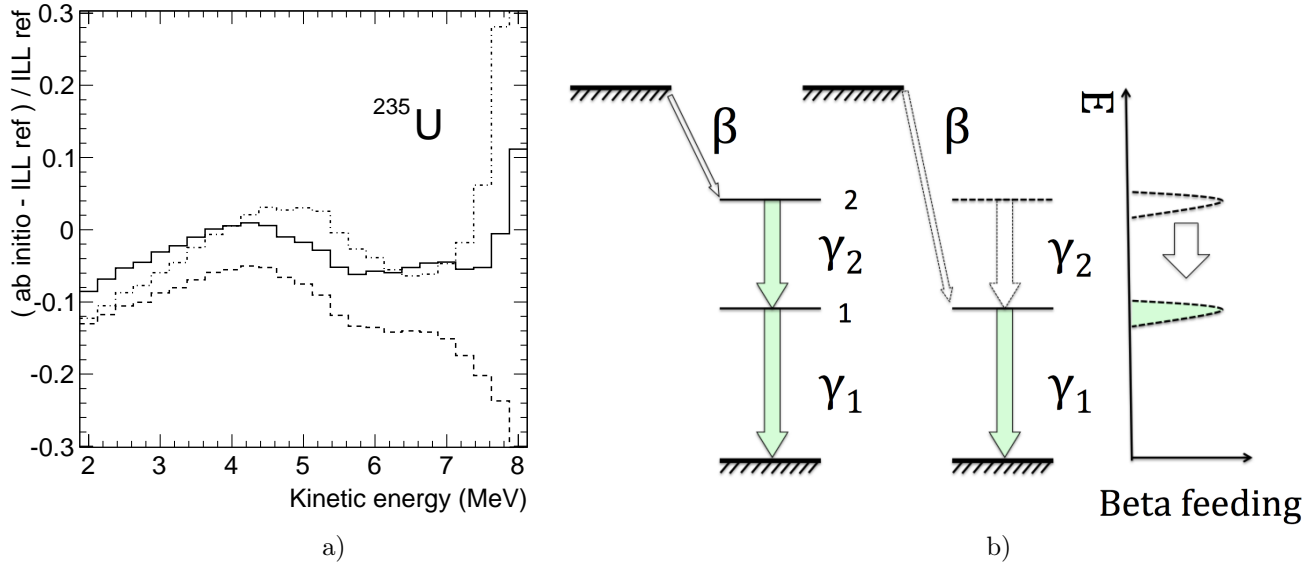 ( ab initio - ILL ref ) / ILL ref
0.3
0.2
0.1
0
-0.1
-0.2
-0.3
²³⁵U
2 3 4 5 6 7 8
Kinetic energy (MeV)
a)
β
2
γ₂
1
γ₁
β
γ₂
γ₁
E
Beta feeding
b)